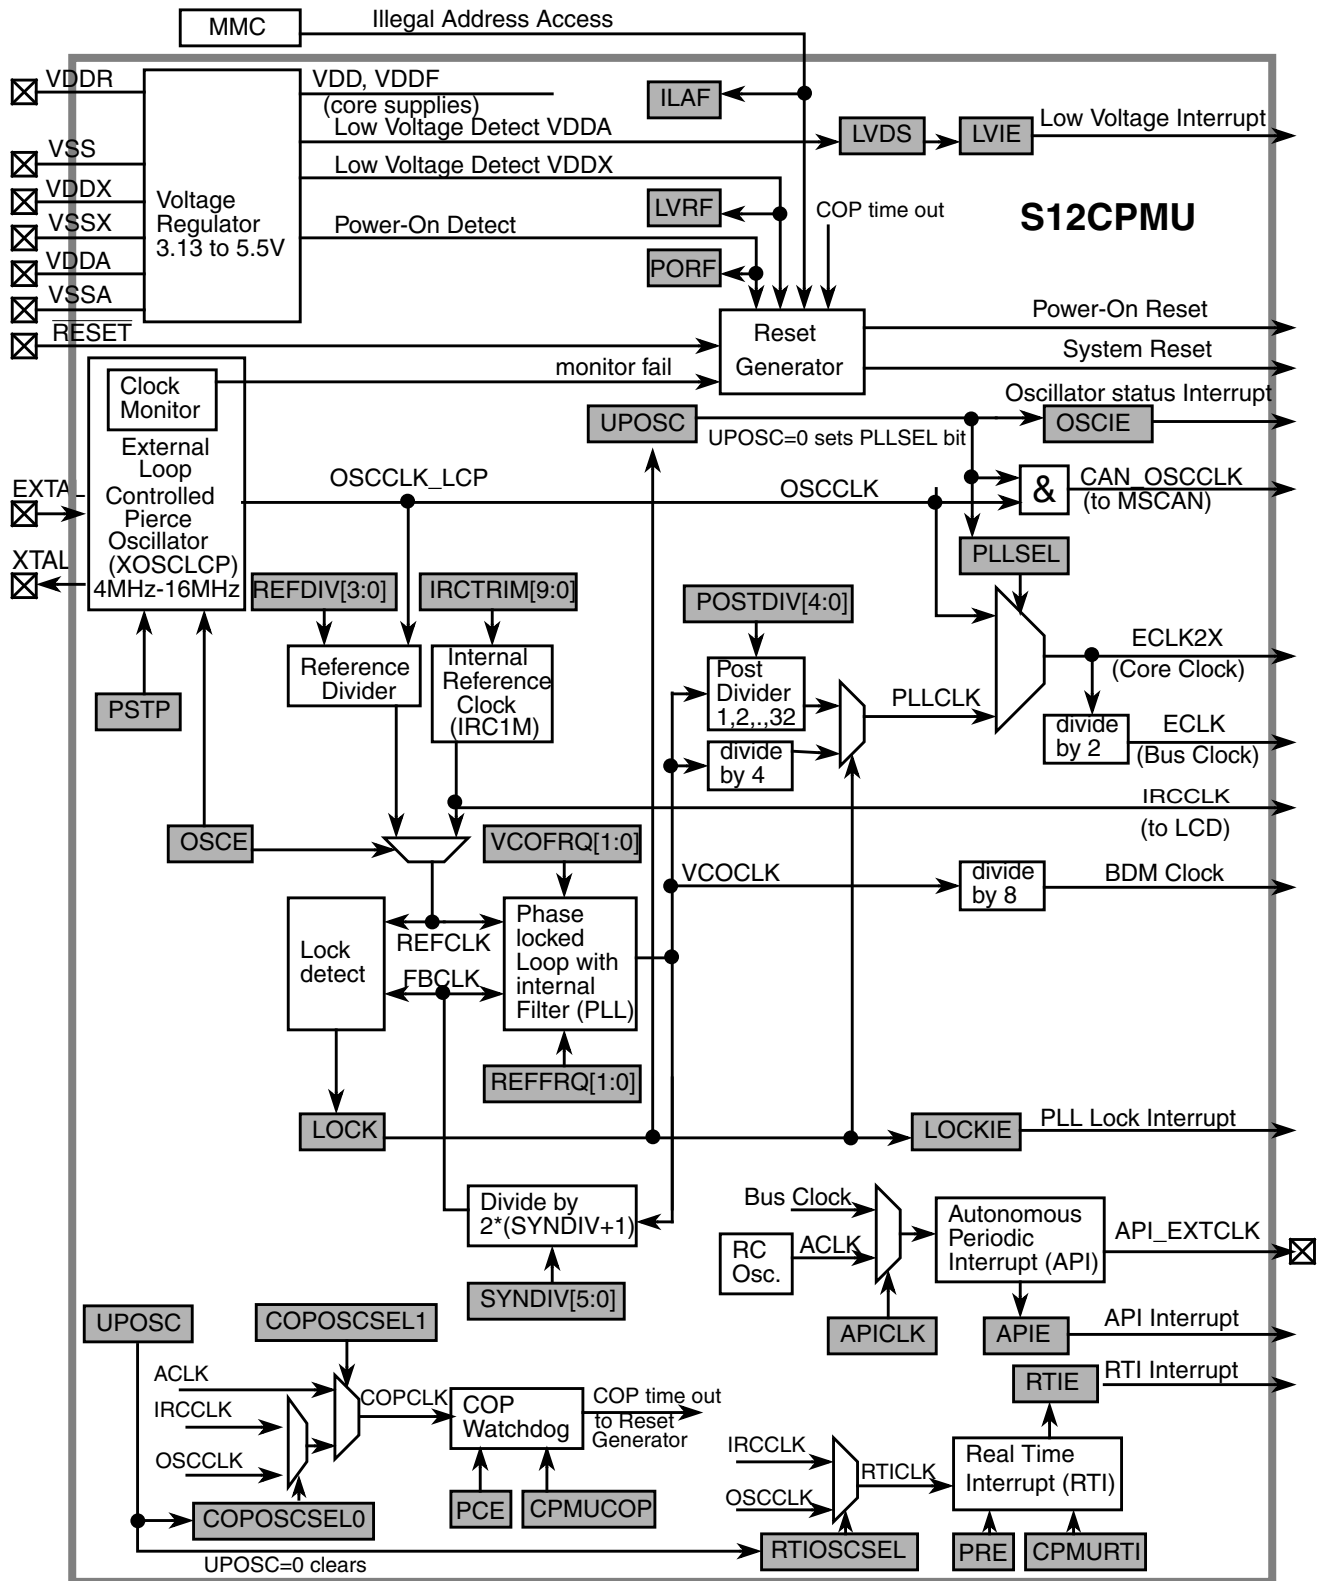 MMC
Illegal Address Access
VDDR
VDD, VDDF
(core supplies)
ILAF
Low Voltage Detect VDDA
LVDS
LVIE
Low Voltage Interrupt
VSS
Low Voltage Detect VDDX
VDDX
Voltage
Regulator
3.13 to 5.5V
LVRF
COP time out
S12CPMU
VSSX
Power-On Detect
VDDA
PORF
VSSA
RESET
Reset
Generator
Power-On Reset
System Reset
monitor fail
Clock
Monitor
Oscillator status Interrupt
UPOSC
OSCIE
UPOSC=0 sets PLLSEL bit
External
Loop
Controlled
Pierce
Oscillator
(XOSCLCP)
4MHz-16MHz
EXTAL
OSCCLK_LCP
OSCCLK
&
CAN_OSCCLK
(to MSCAN)
XTAL
PLLSEL
REFDIV[3:0]
IRCTRIM[9:0]
POSTDIV[4:0]
Reference
Divider
Internal
Reference
Clock
(IRC1M)
Post
Divider
1,2,.,32
ECLK2X
(Core Clock)
PSTP
PLLCLK
divide
by 4
divide
by 2
ECLK
(Bus Clock)
IRCCLK
(to LCD)
OSCE
VCOFRQ[1:0]
VCOCLK
divide
by 8
BDM Clock
Lock
detect
REFCLK
FBCLK
Phase
locked
Loop with
internal
Filter (PLL)
REFFRQ[1:0]
LOCK
LOCKIE
PLL Lock Interrupt
Divide by
2*(SYNDIV+1)
Bus Clock
RC
Osc.
ACLK
Autonomous
Periodic
Interrupt (API)
API_EXTCLK
SYNDIV[5:0]
UPOSC
COPOSCSEL1
APICLK
APIE
API Interrupt
ACLK
IRCCLK
OSCCLK
COPCLK
COP
Watchdog
COP time out
to Reset
Generator
RTIE
RTI Interrupt
IRCCLK
OSCCLK
RTICLK
Real Time
Interrupt (RTI)
COPOSCSEL0
PCE
CPMUCOP
RTIOSCSEL
PRE
CPMURTI
UPOSC=0 clears